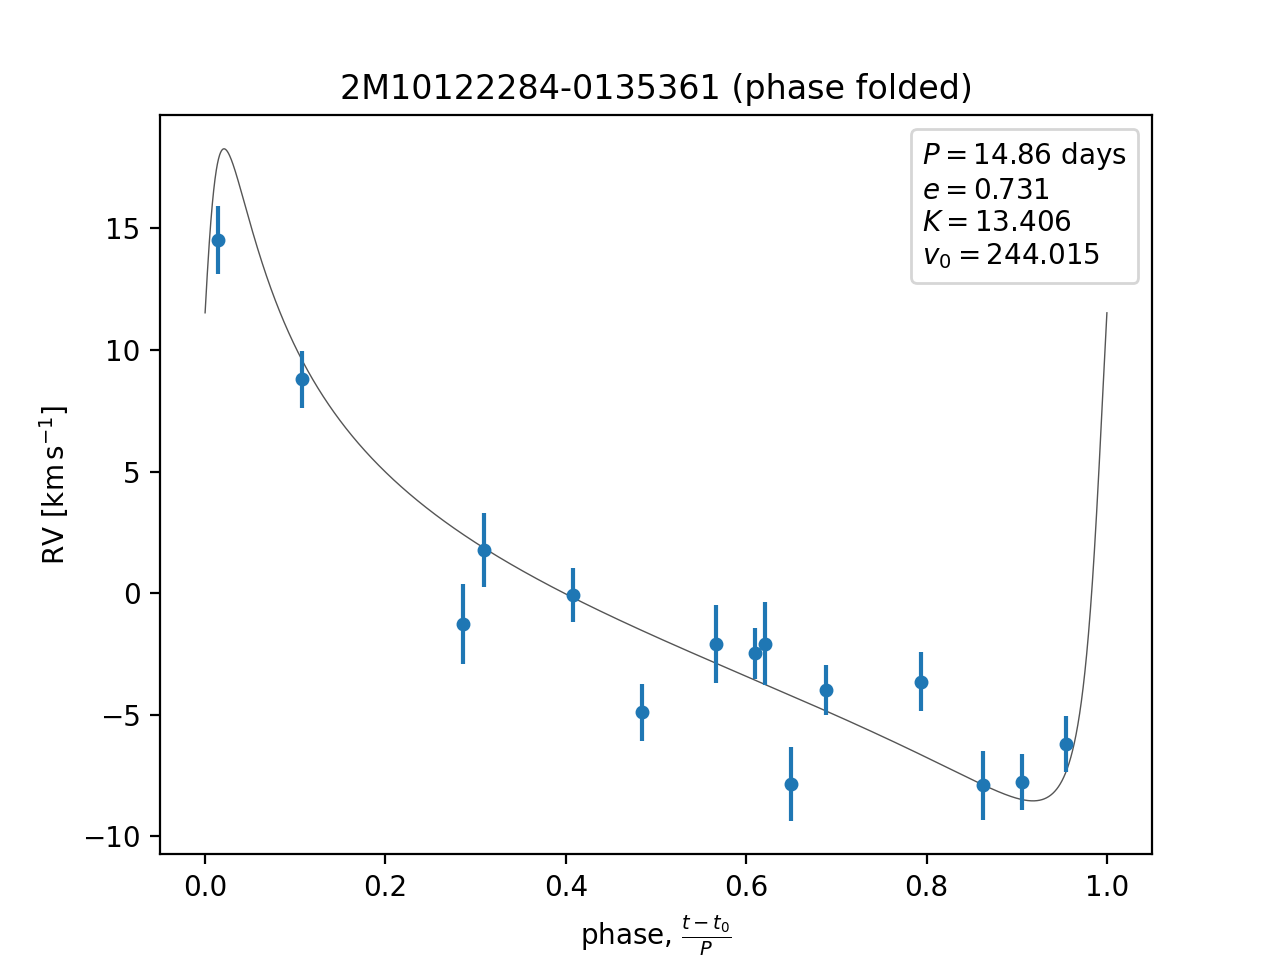 2M10122284-0135361 (phase folded)
P = 14.86 days
e = 0.731
K = 13.406
v₀ = 244.015
RV [km s⁻¹]
15
10
5
0
−5
−10
0.0 0.2 0.4 0.6 0.8 1.0
phase, (t − t₀)/P